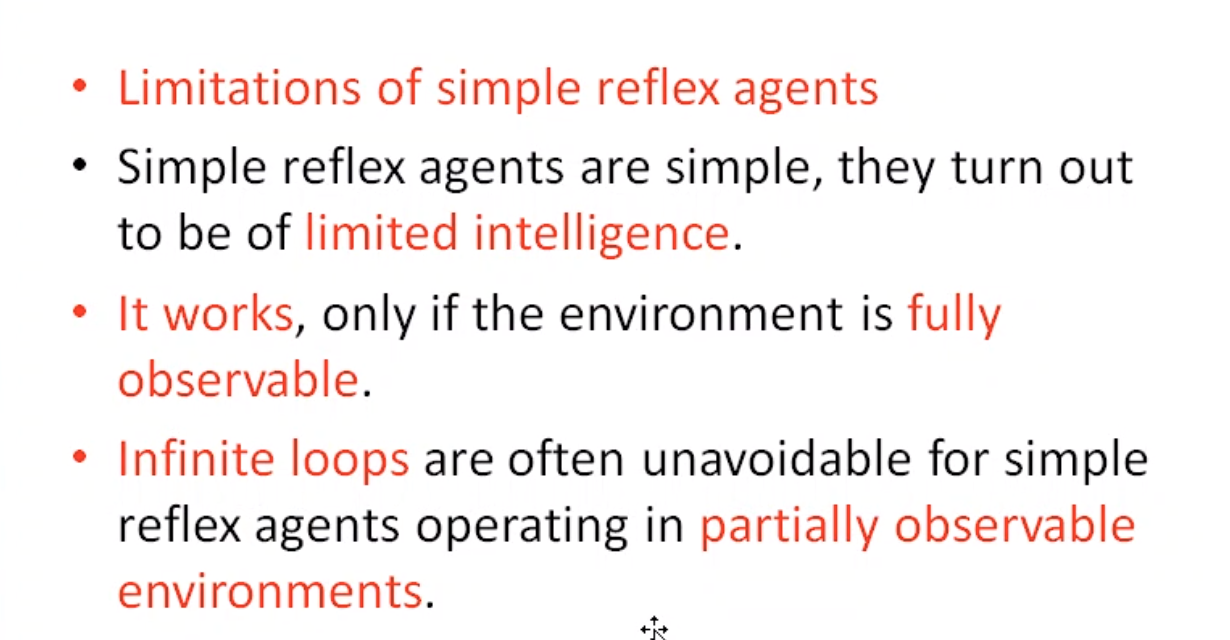 • Limitations of simple reflex agents
• Simple reflex agents are simple, they turn out
to be of limited intelligence.
• It works, only if the environment is fully
observable.
• Infinite loops are often unavoidable for simple
reflex agents operating in partially observable
environments.